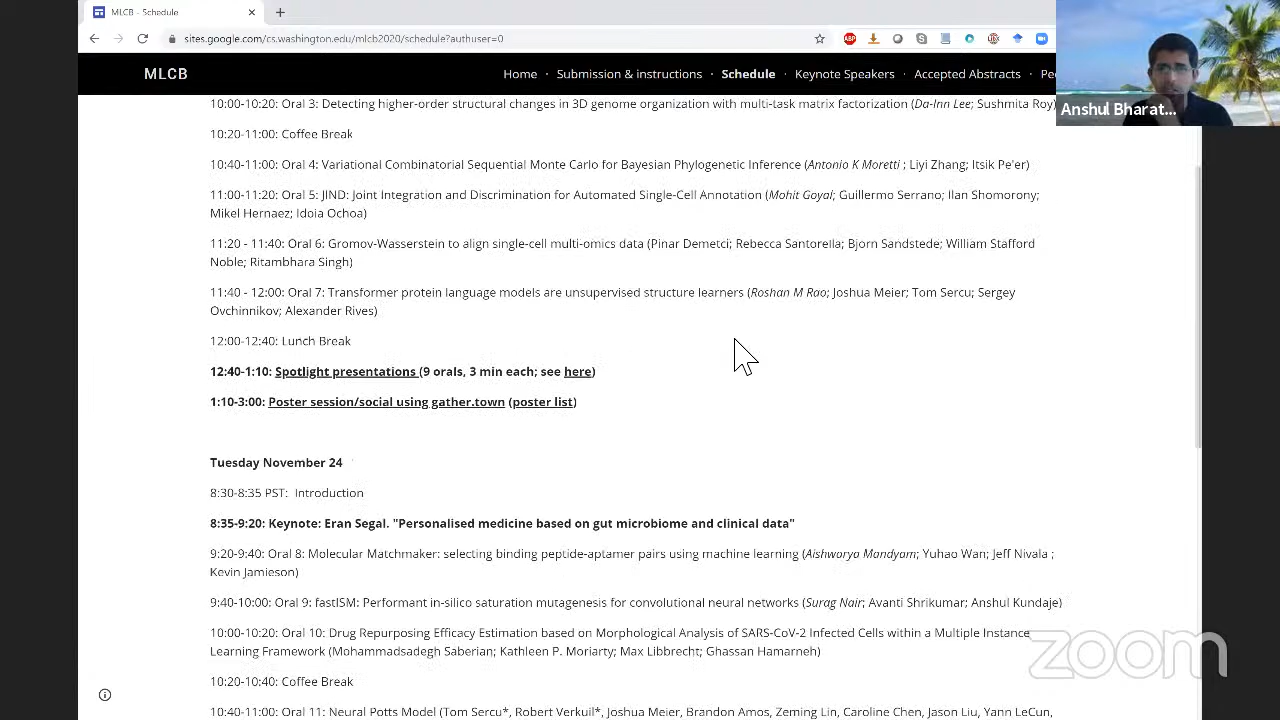 MLCB - Schedule
sites.google.com/cs.washington.edu/mlcb2020/schedule?authuser=0
MLCB
Home · Submission & instructions · Schedule · Keynote Speakers · Accepted Abstracts · Pe
Anshul Bharat...
10:00-10:20: Oral 3: Detecting higher-order structural changes in 3D genome organization with multi-task matrix factorization (Da-Inn Lee; Sushmita Roy)
10:20-11:00: Coffee Break
10:40-11:00: Oral 4: Variational Combinatorial Sequential Monte Carlo for Bayesian Phylogenetic Inference (Antonio K Moretti ; Liyi Zhang; Itsik Pe'er)
11:00-11:20: Oral 5: JIND: Joint Integration and Discrimination for Automated Single-Cell Annotation (Mohit Goyal; Guillermo Serrano; Ilan Shomorony;
Mikel Hernaez; Idoia Ochoa)
11:20 - 11:40: Oral 6: Gromov-Wasserstein to align single-cell multi-omics data (Pinar Demetci; Rebecca Santorella; Bjorn Sandstede; William Stafford
Noble; Ritambhara Singh)
11:40 - 12:00: Oral 7: Transformer protein language models are unsupervised structure learners (Roshan M Rao; Joshua Meier; Tom Sercu; Sergey
Ovchinnikov; Alexander Rives)
12:00-12:40: Lunch Break
12:40-1:10: Spotlight presentations (9 orals, 3 min each; see here)
1:10-3:00: Poster session/social using gather.town (poster list)
Tuesday November 24
8:30-8:35 PST: Introduction
8:35-9:20: Keynote: Eran Segal. "Personalised medicine based on gut microbiome and clinical data"
9:20-9:40: Oral 8: Molecular Matchmaker: selecting binding peptide-aptamer pairs using machine learning (Aishwarya Mandyam; Yuhao Wan; Jeff Nivala ;
Kevin Jamieson)
9:40-10:00: Oral 9: fastISM: Performant in-silico saturation mutagenesis for convolutional neural networks (Surag Nair; Avanti Shrikumar; Anshul Kundaje)
10:00-10:20: Oral 10: Drug Repurposing Efficacy Estimation based on Morphological Analysis of SARS-CoV-2 Infected Cells within a Multiple Instance
Learning Framework (Mohammadsadegh Saberian; Kathleen P. Moriarty; Max Libbrecht; Ghassan Hamarneh)
10:20-10:40: Coffee Break
10:40-11:00: Oral 11: Neural Potts Model (Tom Sercu*, Robert Verkuil*, Joshua Meier, Brandon Amos, Zeming Lin, Caroline Chen, Jason Liu, Yann LeCun,
zoom